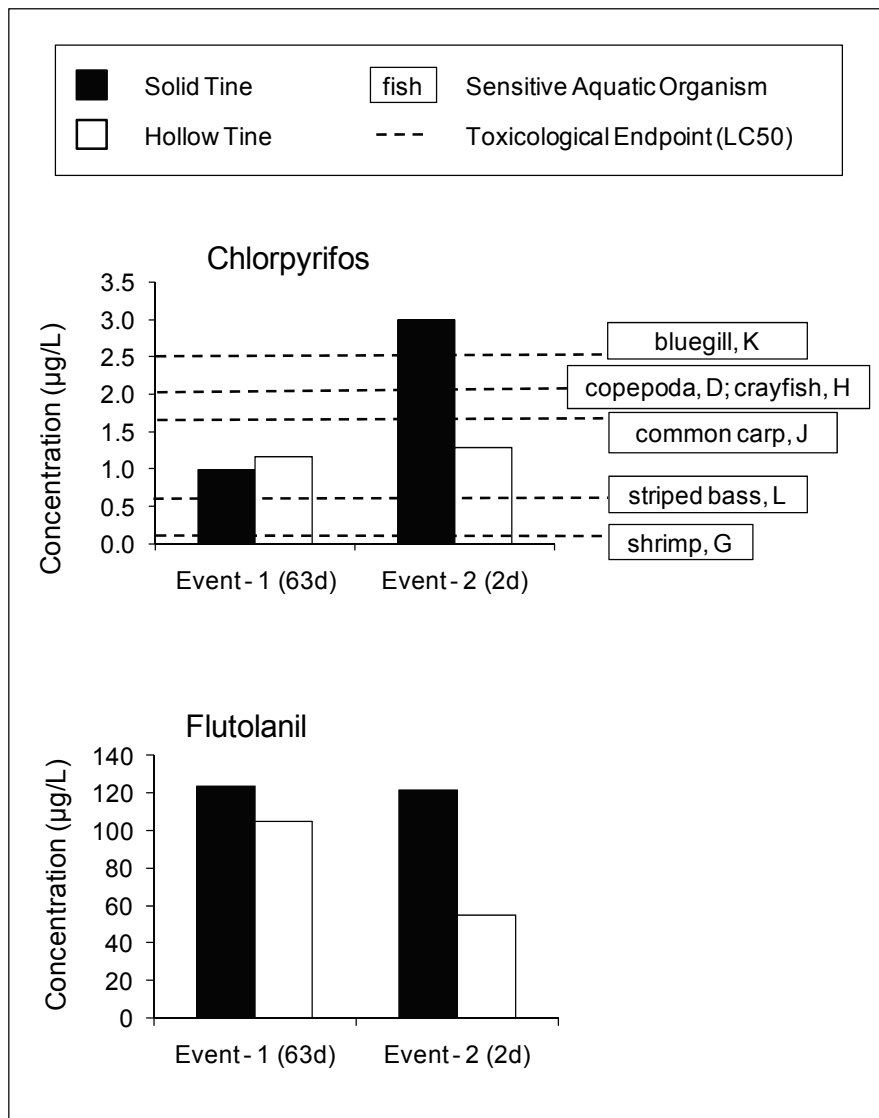 Solid Tine
fish Sensitive Aquatic Organism
Hollow Tine
Toxicological Endpoint (LC50)
Chlorpyrifos
Concentration (µg/L)
3.5
3.0
2.5
2.0
1.5
1.0
0.5
0.0
bluegill, K
copepoda, D; crayfish, H
common carp, J
striped bass, L
shrimp, G
Event - 1 (63d) Event - 2 (2d)
Flutolanil
Concentration (µg/L)
140
120
100
80
60
40
20
0
Event - 1 (63d) Event - 2 (2d)